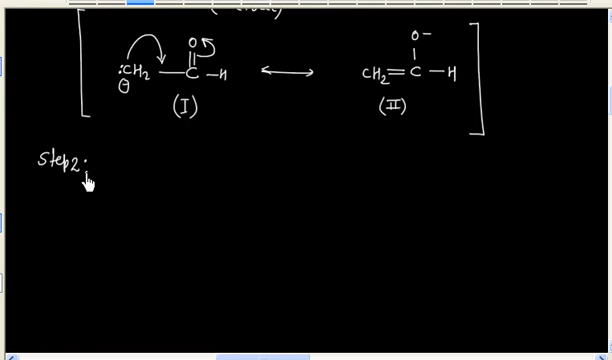 O O-
:CH2 — C — H ⟷ CH2 = C — H
⊖
(I) (II)
Step2: